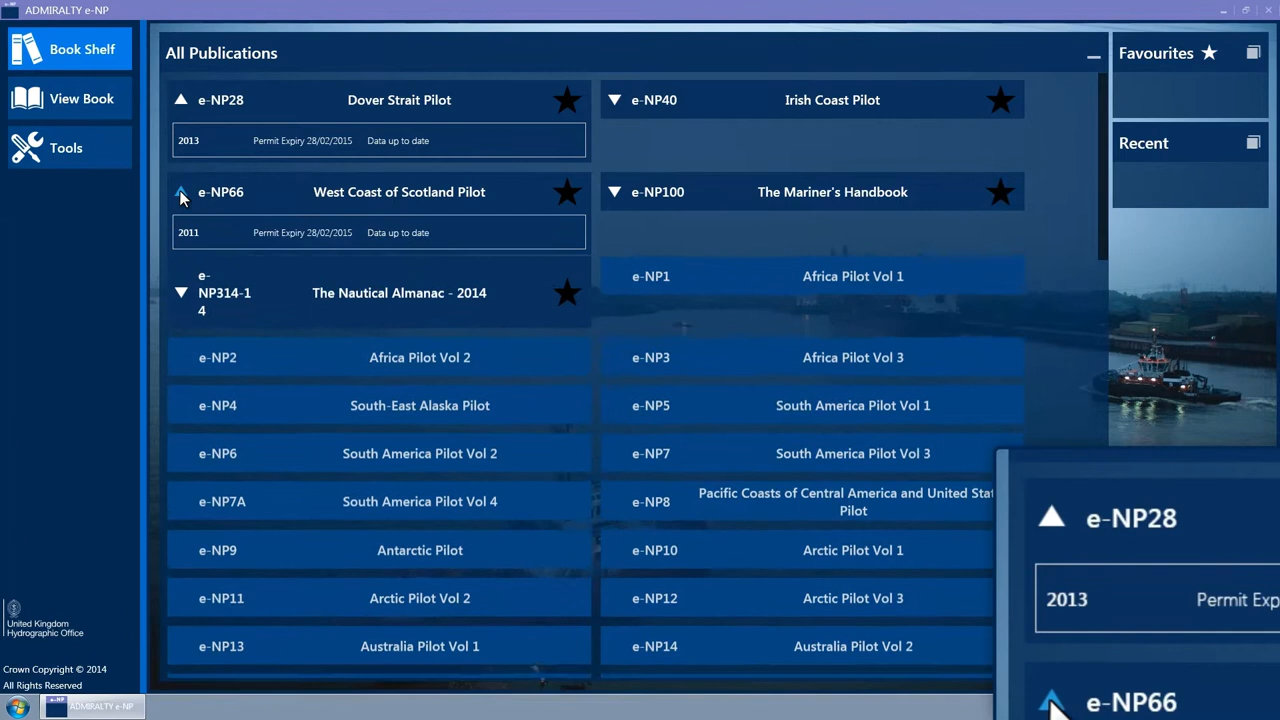 ADMIRALTY e-NP
Book Shelf
View Book
Tools
All Publications
e-NP28 Dover Strait Pilot
2013 Permit Expiry 28/02/2015 Data up to date
e-NP40 Irish Coast Pilot
e-NP66 West Coast of Scotland Pilot
2011 Permit Expiry 28/02/2015 Data up to date
e-NP100 The Mariner's Handbook
e-
NP314-1
4
The Nautical Almanac - 2014
e-NP1 Africa Pilot Vol 1
e-NP2 Africa Pilot Vol 2
e-NP3 Africa Pilot Vol 3
e-NP4 South-East Alaska Pilot
e-NP5 South America Pilot Vol 1
e-NP6 South America Pilot Vol 2
e-NP7 South America Pilot Vol 3
e-NP7A South America Pilot Vol 4
e-NP8 Pacific Coasts of Central America and United Stat
Pilot
e-NP9 Antarctic Pilot
e-NP10 Arctic Pilot Vol 1
e-NP11 Arctic Pilot Vol 2
e-NP12 Arctic Pilot Vol 3
e-NP13 Australia Pilot Vol 1
e-NP14 Australia Pilot Vol 2
Favourites
Recent
e-NP28
2013 Permit Exp
e-NP66
United Kingdom
Hydrographic Office
Crown Copyright © 2014
All Rights Reserved
e-NP
ADMIRALTY e-NP